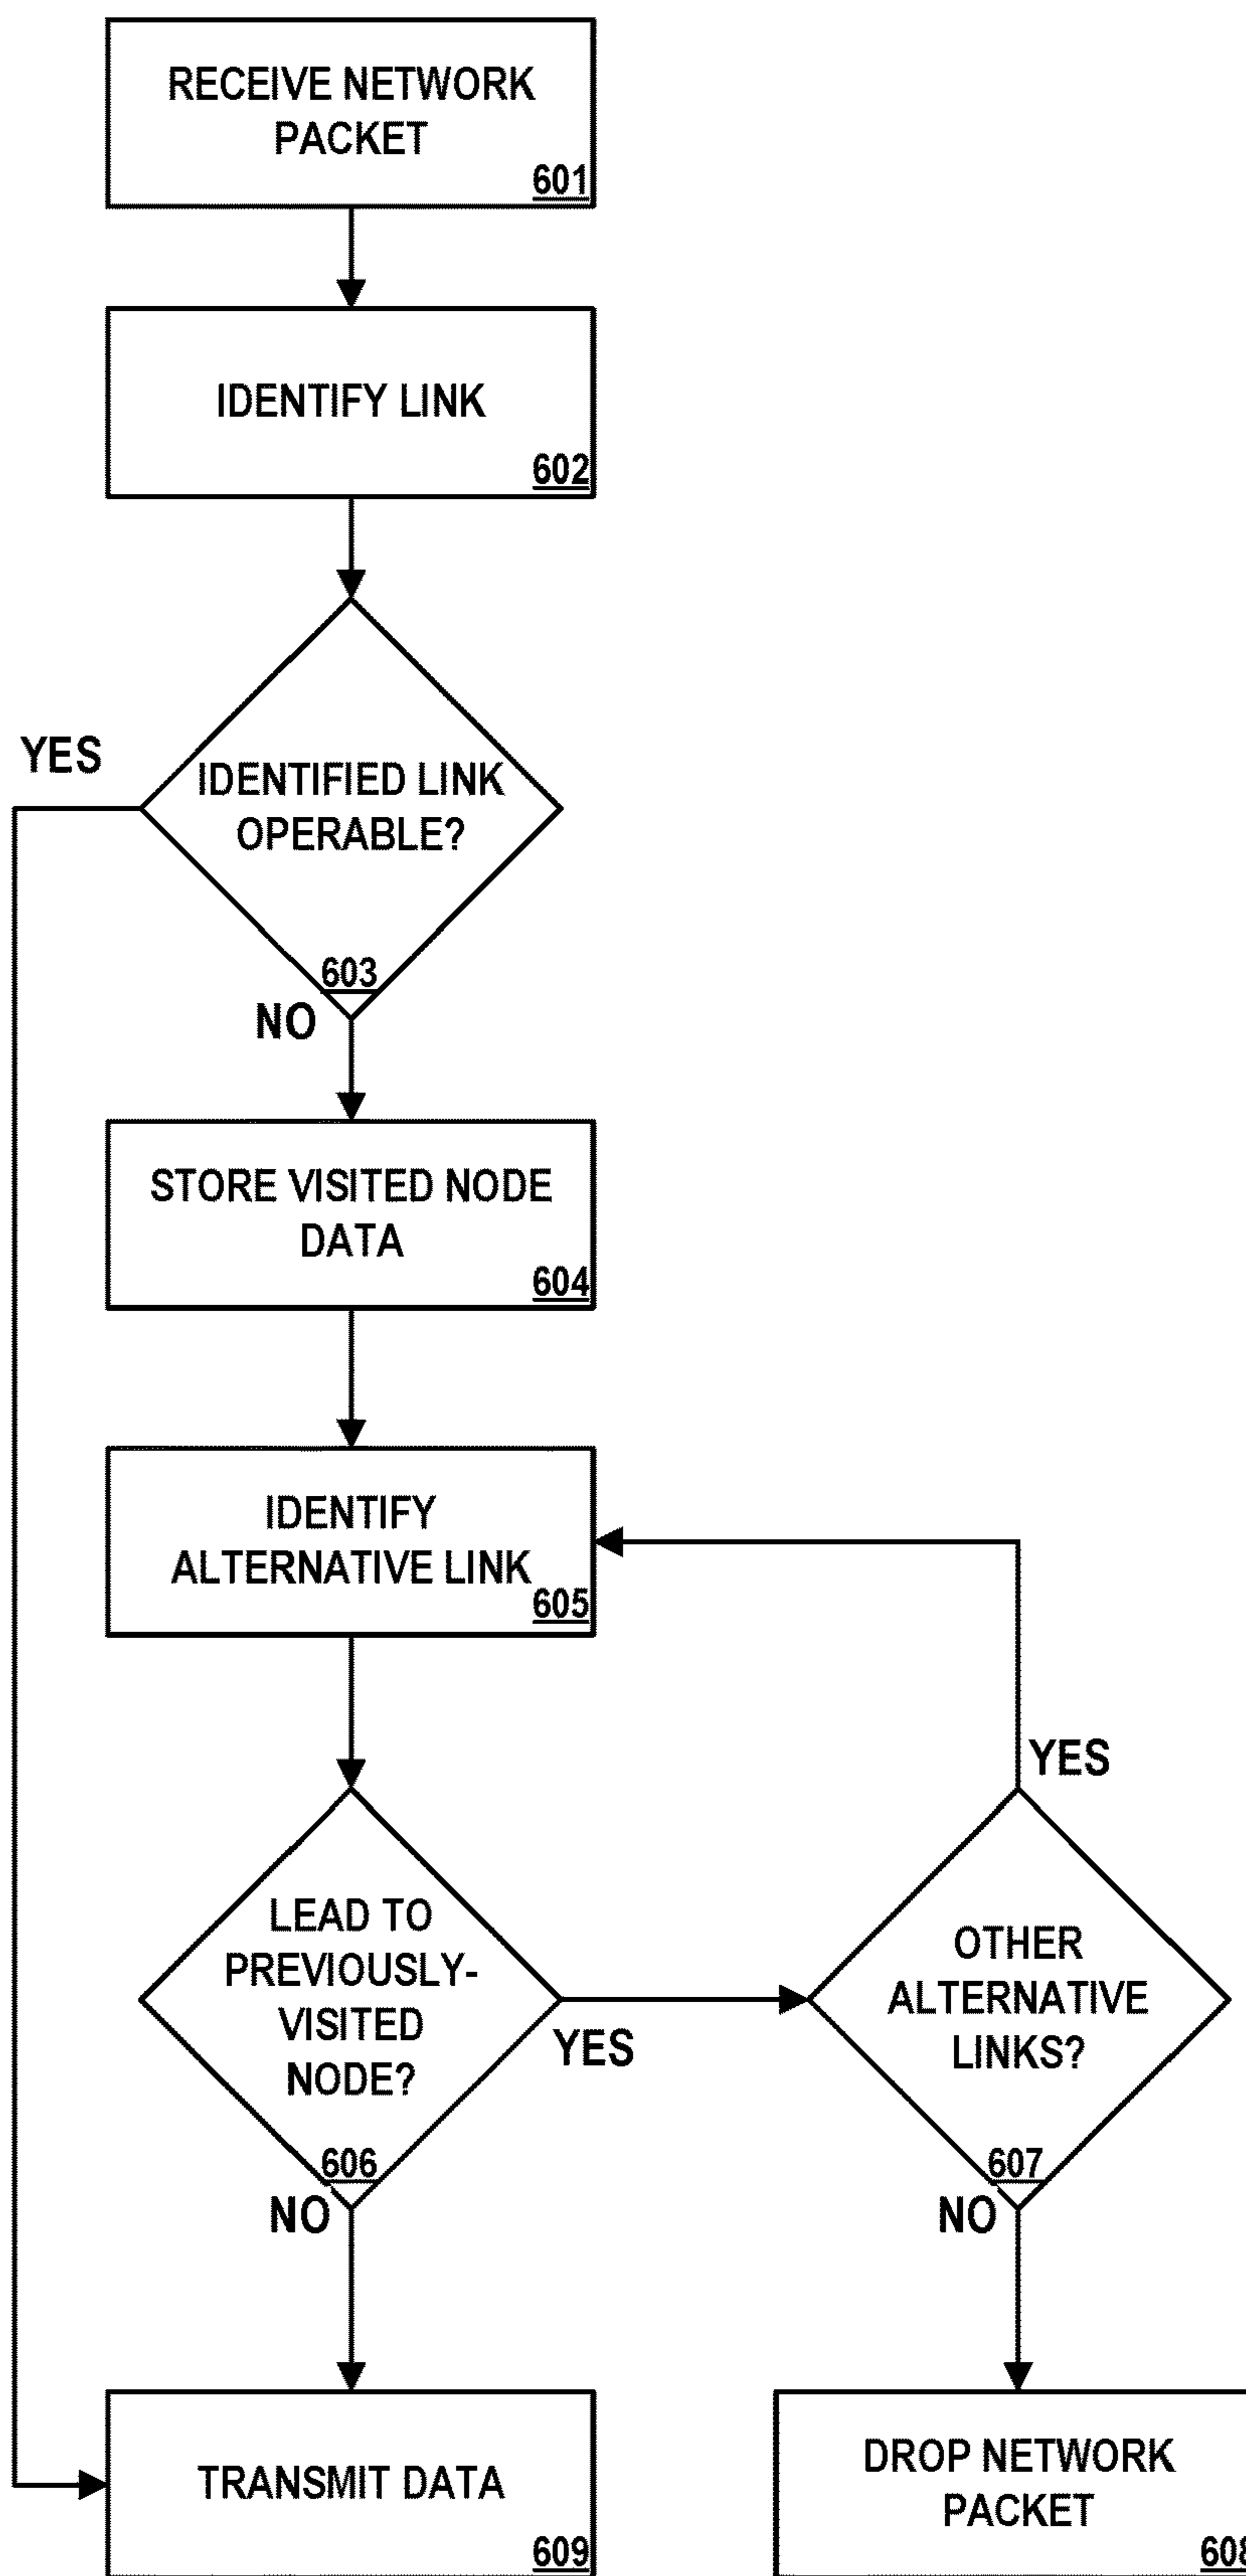 RECEIVE NETWORK
PACKET
601
IDENTIFY LINK
602
YES
IDENTIFIED LINK
OPERABLE?
603
NO
STORE VISITED NODE
DATA
604
IDENTIFY
ALTERNATIVE LINK
605
LEAD TO
PREVIOUSLY-
VISITED
NODE?
606
YES
NO
YES
OTHER
ALTERNATIVE
LINKS?
607
NO
TRANSMIT DATA
609
DROP NETWORK
PACKET
608